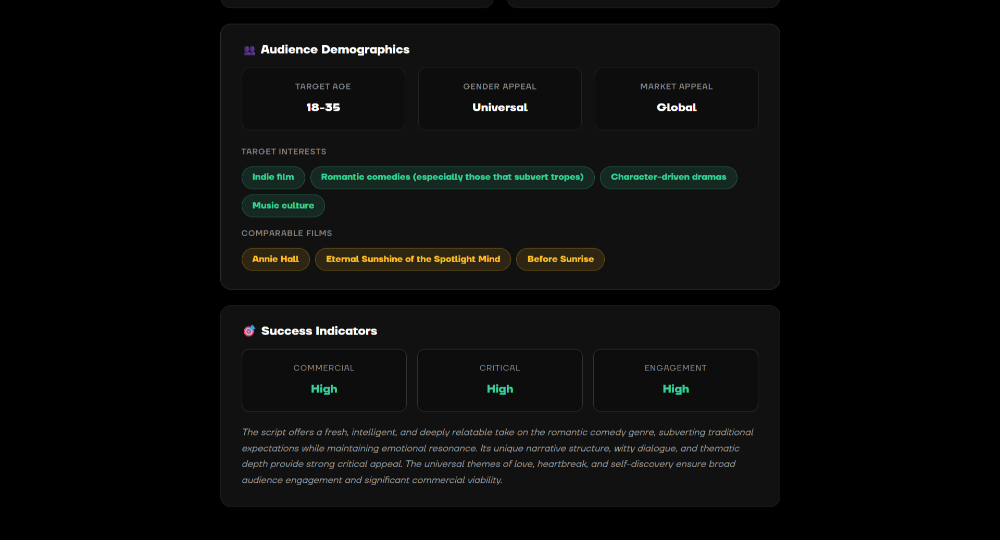 Audience Demographics
TARGET AGE
18-35
GENDER APPEAL
Universal
MARKET APPEAL
Global
TARGET INTERESTS
Indie film
Romantic comedies (especially those that subvert tropes)
Character-driven dramas
Music culture
COMPARABLE FILMS
Annie Hall
Eternal Sunshine of the Spotlight Mind
Before Sunrise
Success Indicators
COMMERCIAL
High
CRITICAL
High
ENGAGEMENT
High
The script offers a fresh, intelligent, and deeply relatable take on the romantic comedy genre, subverting traditional
expectations while maintaining emotional resonance. Its unique narrative structure, witty dialogue, and thematic
depth provide strong critical appeal. The universal themes of love, heartbreak, and self-discovery ensure broad
audience engagement and significant commercial viability.